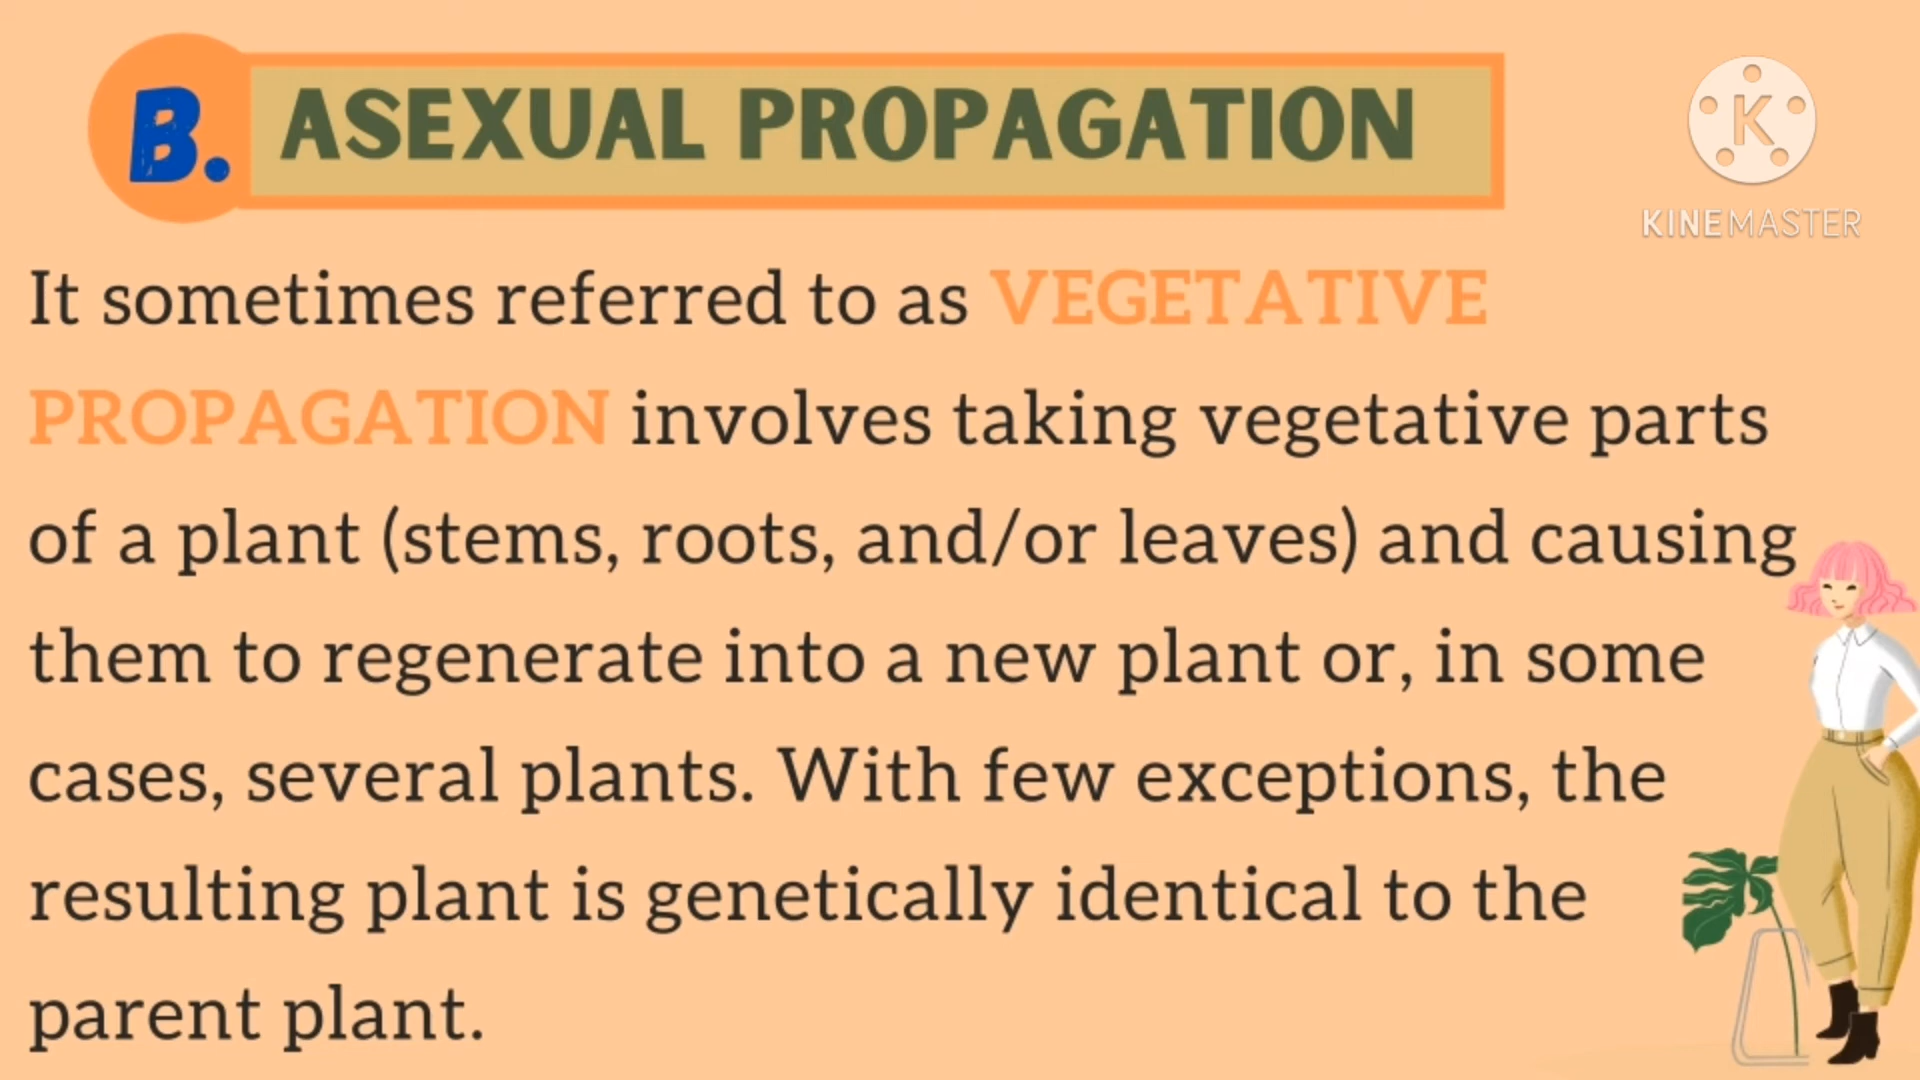 B. ASEXUAL PROPAGATION
K
KINEMASTER
It sometimes referred to as VEGETATIVE
PROPAGATION involves taking vegetative parts
of a plant (stems, roots, and/or leaves) and causing
them to regenerate into a new plant or, in some
cases, several plants. With few exceptions, the
resulting plant is genetically identical to the
parent plant.